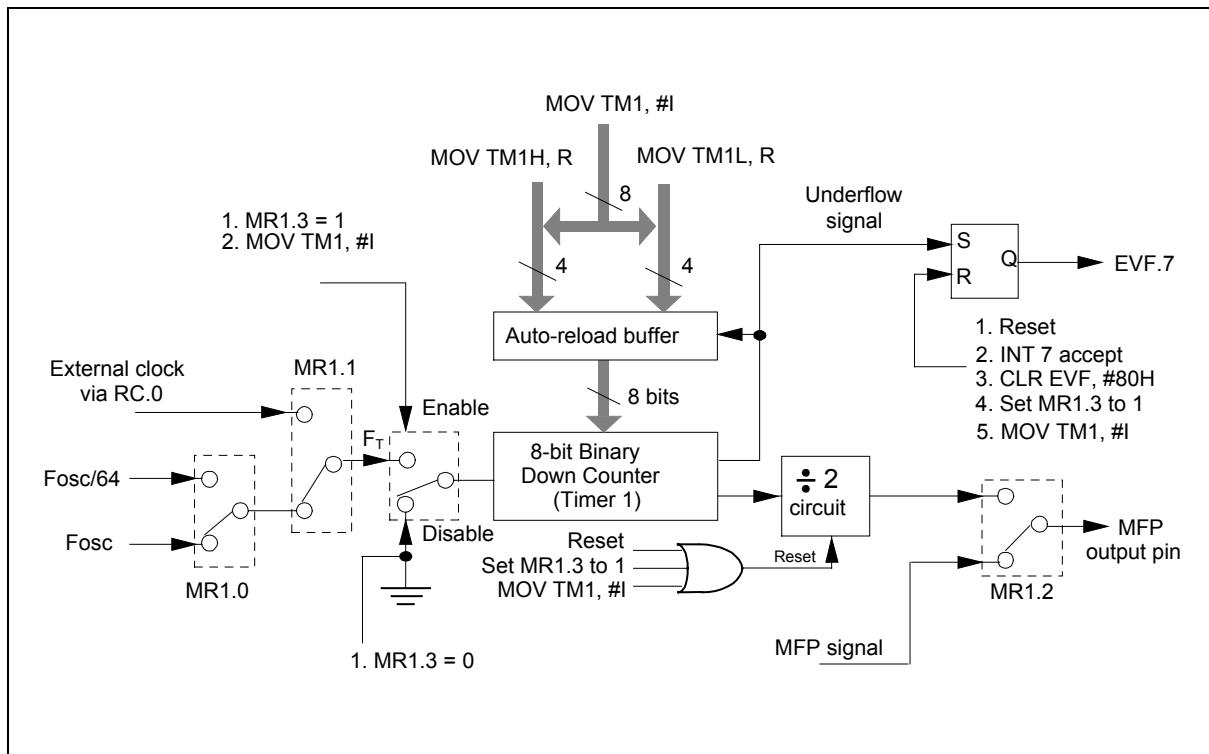 MOV TM1, #I
MOV TM1H, R
MOV TM1L, R
8
4
4
Underflow
signal
1. MR1.3 = 1
2. MOV TM1, #I
S
Q
R
EVF.7
Auto-reload buffer
1. Reset
2. INT 7 accept
3. CLR EVF, #80H
4. Set MR1.3 to 1
5. MOV TM1, #I
External clock
via RC.0
MR1.1
8 bits
Enable
FT
Fosc/64
Fosc
MR1.0
8-bit Binary
Down Counter
(Timer 1)
÷ 2
circuit
Disable
Reset
Set MR1.3 to 1
MOV TM1, #I
Reset
MFP
output pin
MR1.2
MFP signal
1. MR1.3 = 0